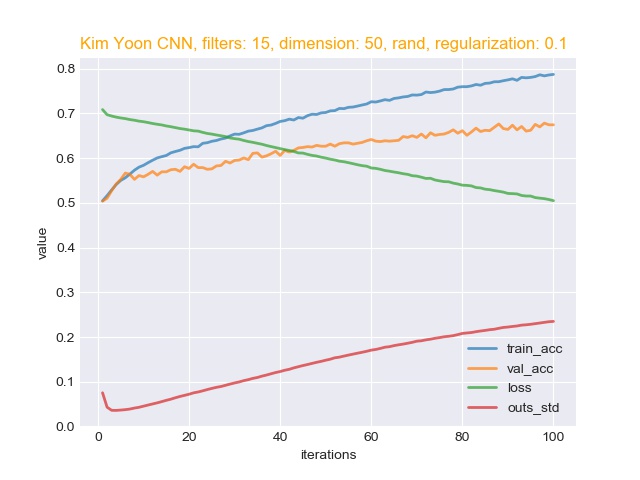 Kim Yoon CNN, filters: 15, dimension: 50, rand, regularization: 0.1
0.8
0.7
0.6
0.5
0.4
0.3
0.2
0.1
0.0
value
train_acc
val_acc
loss
outs_std
0 20 40 60 80 100
iterations